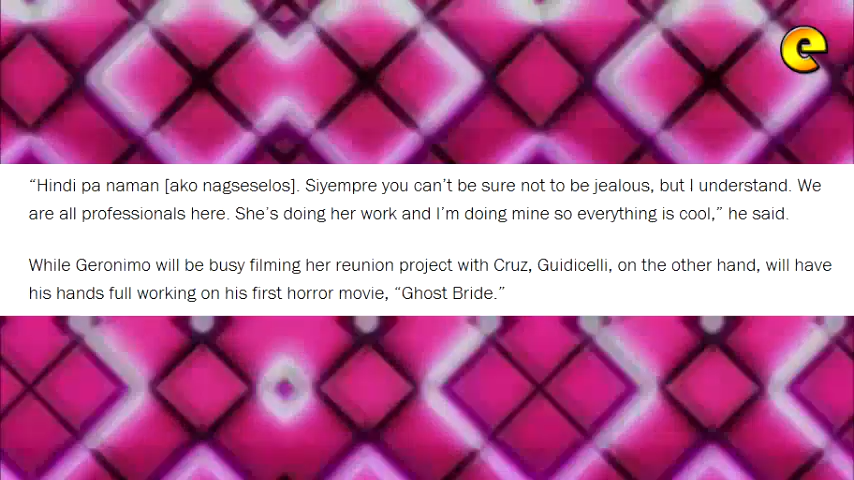 e
“Hindi pa naman [ako nagseselos]. Siyempre you can’t be sure not to be jealous, but I understand. We
are all professionals here. She’s doing her work and I’m doing mine so everything is cool,” he said.
While Geronimo will be busy filming her reunion project with Cruz, Guidicelli, on the other hand, will have
his hands full working on his first horror movie, “Ghost Bride.”